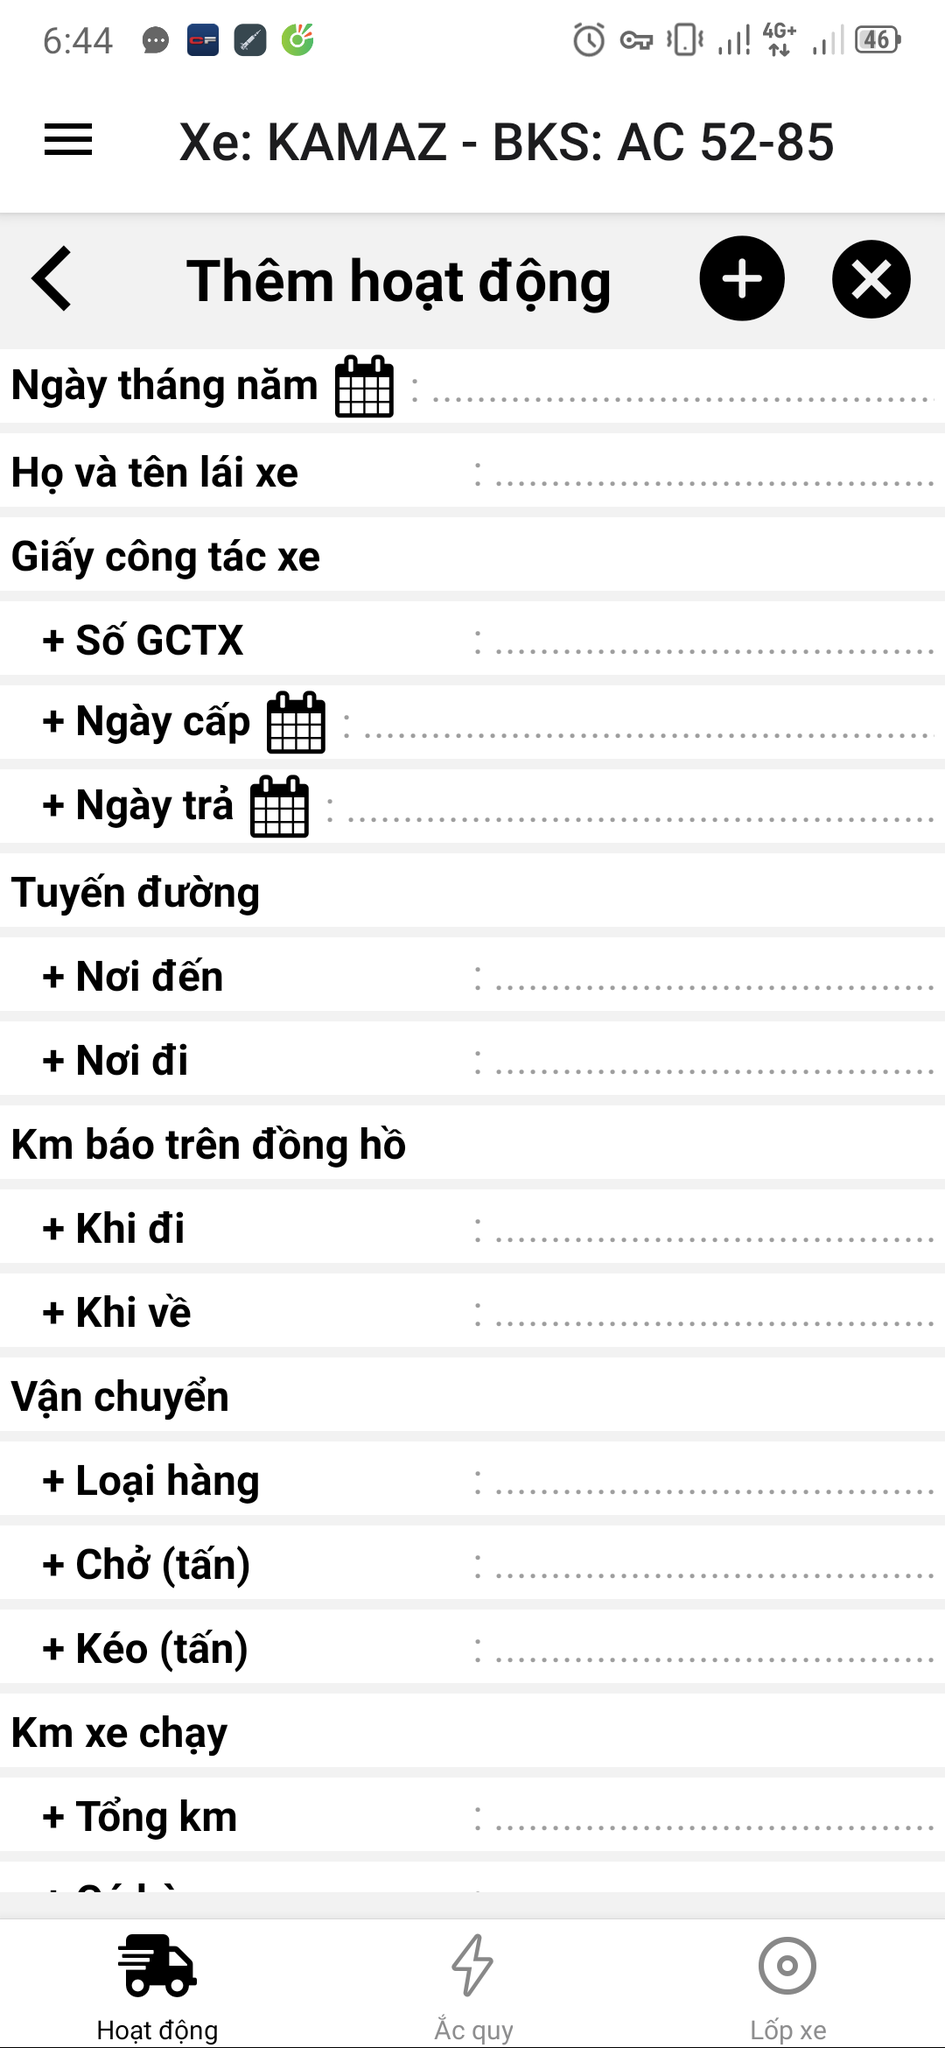 6:44
4G+
46
Xe: KAMAZ - BKS: AC 52-85
Thêm hoạt động
Ngày tháng năm : ....................................
Họ và tên lái xe : ................................
Giấy công tác xe
+ Số GCTX : ................................
+ Ngày cấp : .........................................
+ Ngày trả : ..........................................
Tuyến đường
+ Nơi đến : ................................
+ Nơi đi : ................................
Km báo trên đồng hồ
+ Khi đi : ................................
+ Khi về : ................................
Vận chuyển
+ Loại hàng : ................................
+ Chở (tấn) : ................................
+ Kéo (tấn) : ................................
Km xe chạy
+ Tổng km : ................................
Hoạt động
Ắc quy
Lốp xe